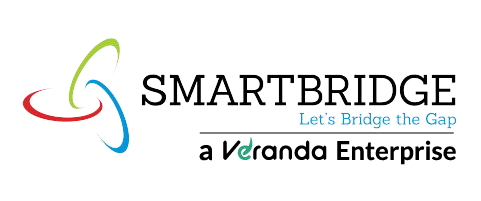 SMARTBRIDGE
Let's Bridge the Gap
a Veranda Enterprise